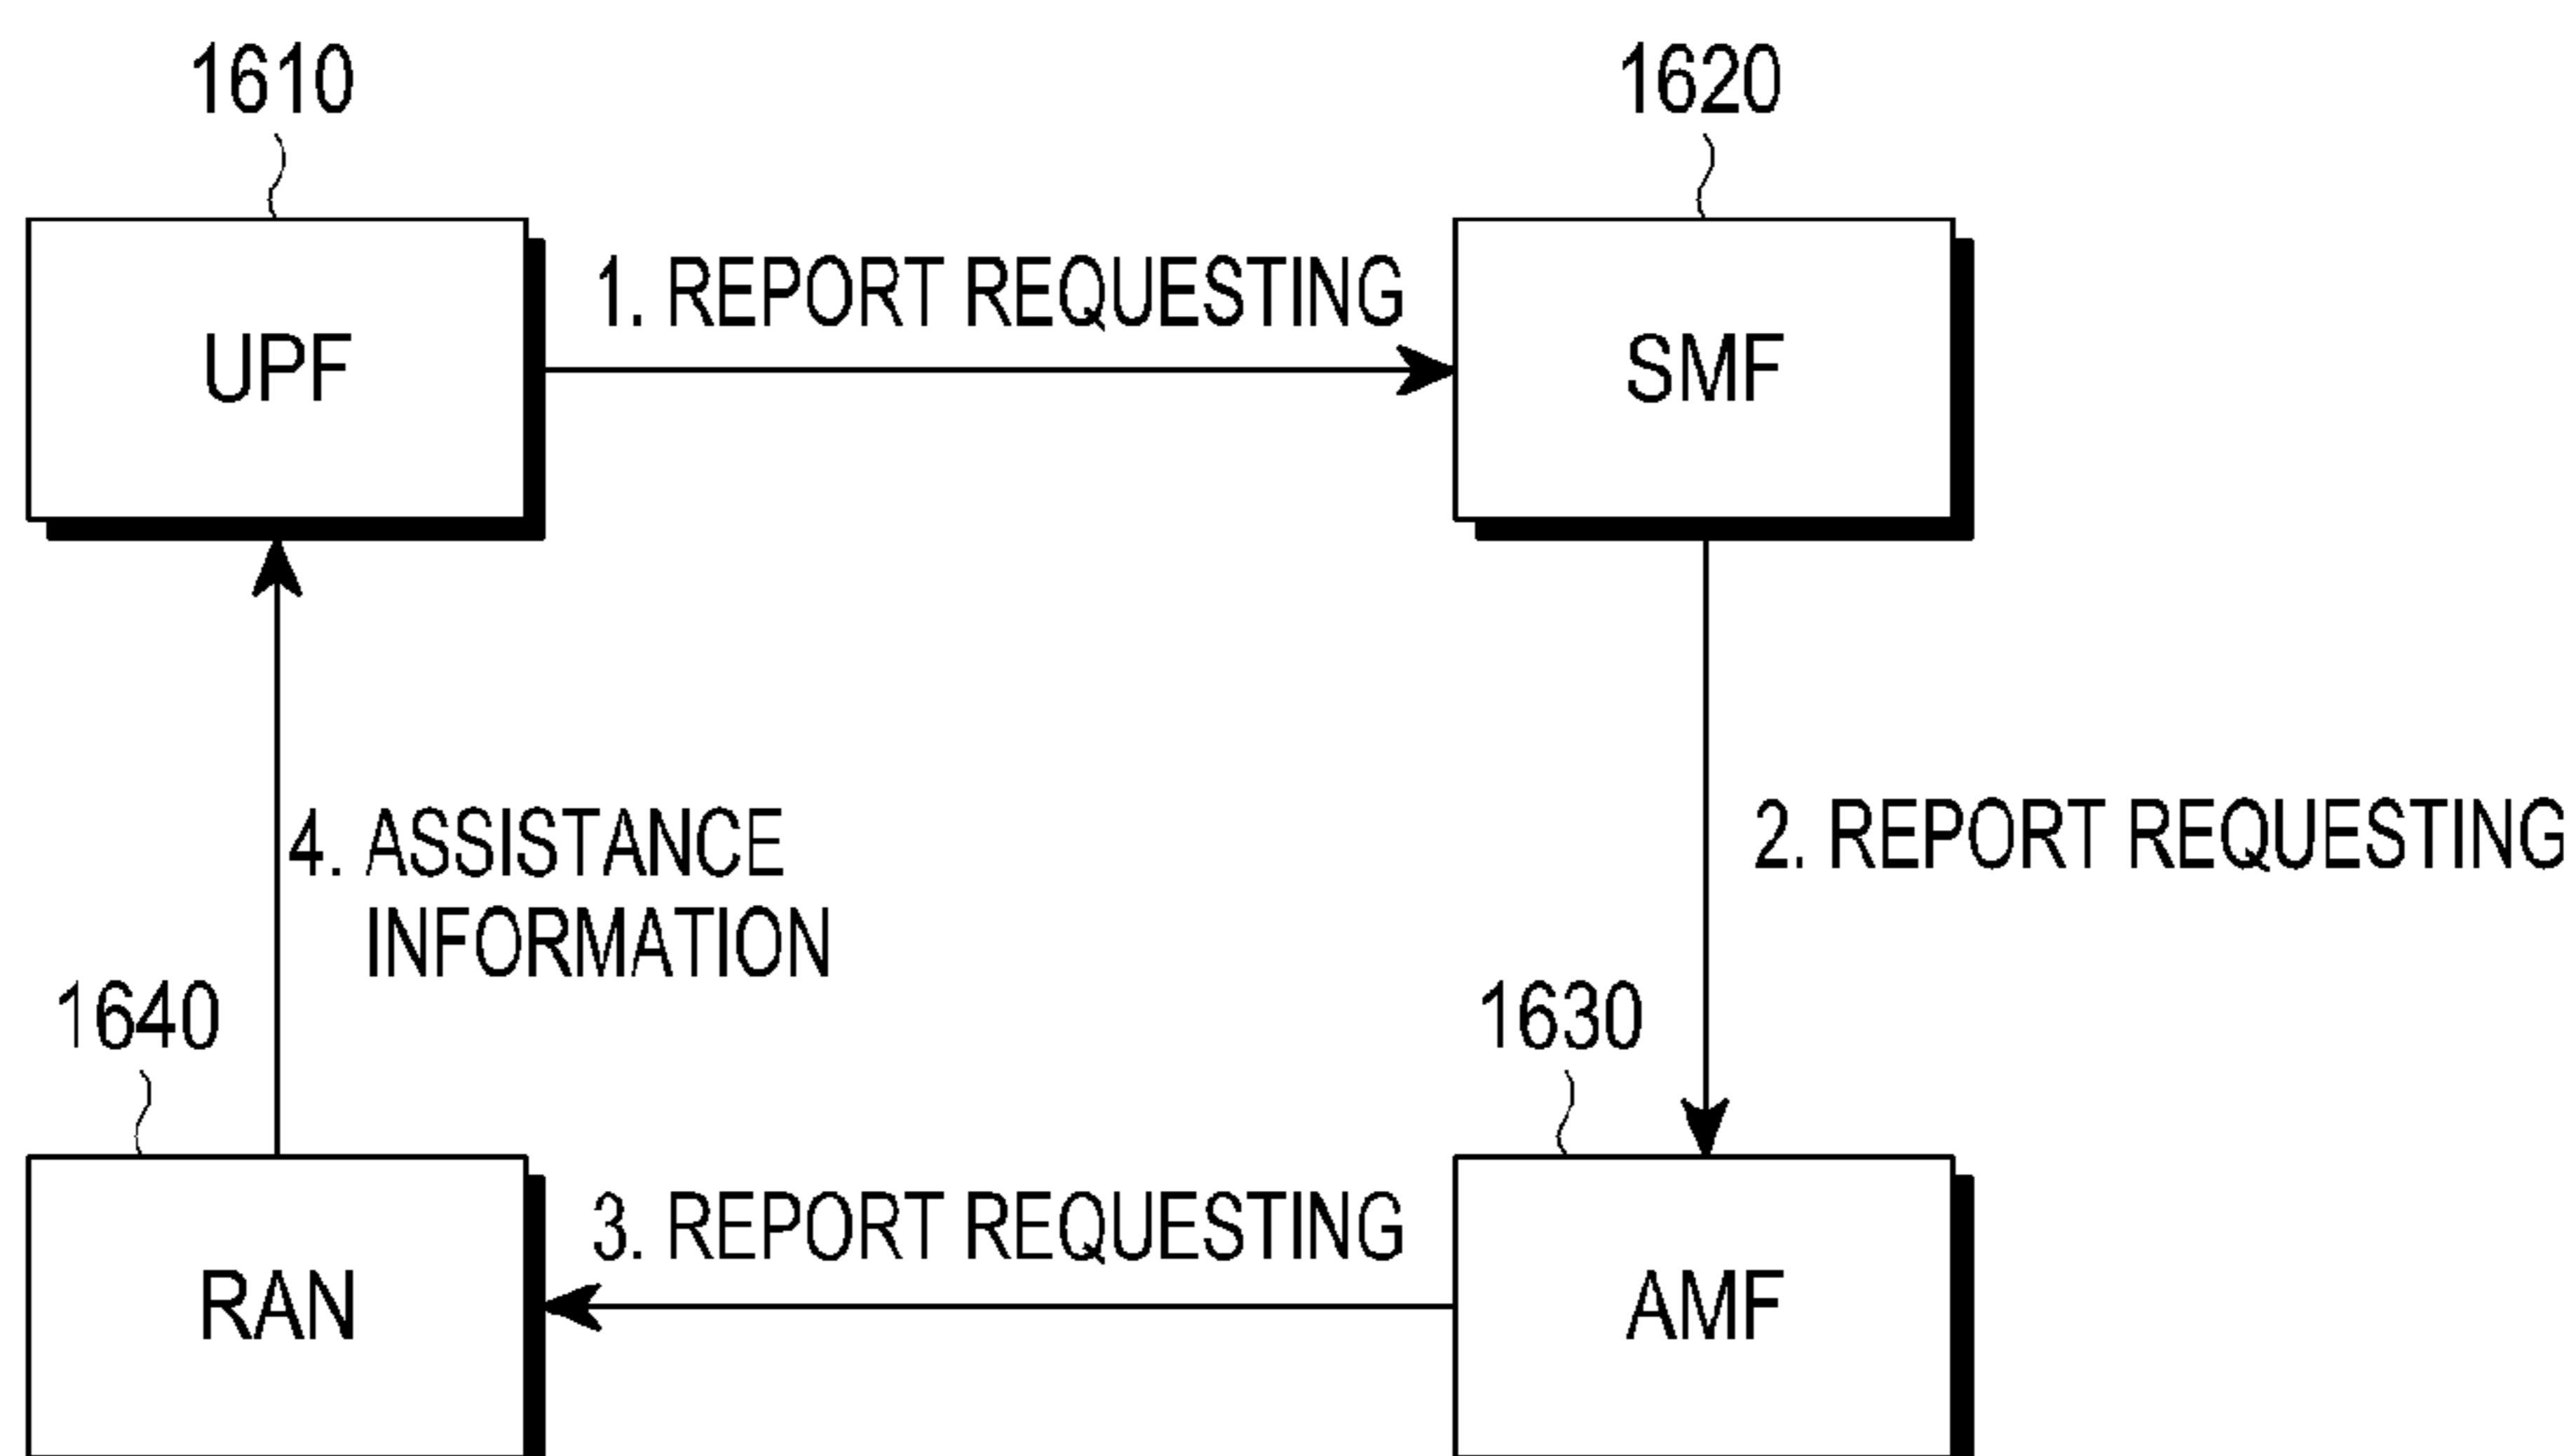 1610
1620
UPF
1. REPORT REQUESTING
SMF
4. ASSISTANCE
INFORMATION
2. REPORT REQUESTING
1640
1630
RAN
3. REPORT REQUESTING
AMF